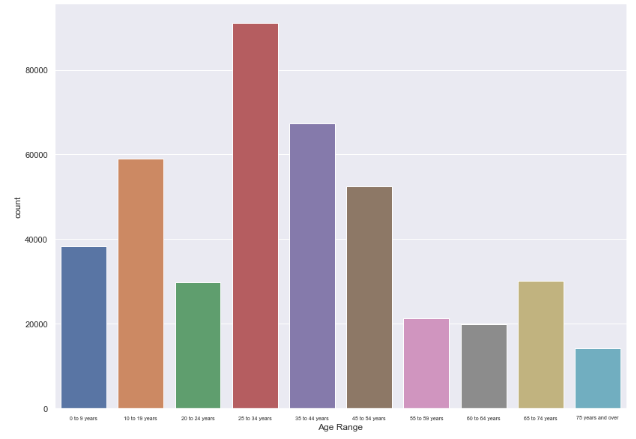 80000
60000
40000
20000
0
count
0 to 9 years
10 to 19 years
20 to 24 years
25 to 34 years
35 to 44 years
45 to 54 years
55 to 59 years
60 to 64 years
65 to 74 years
75 years and over
Age Range